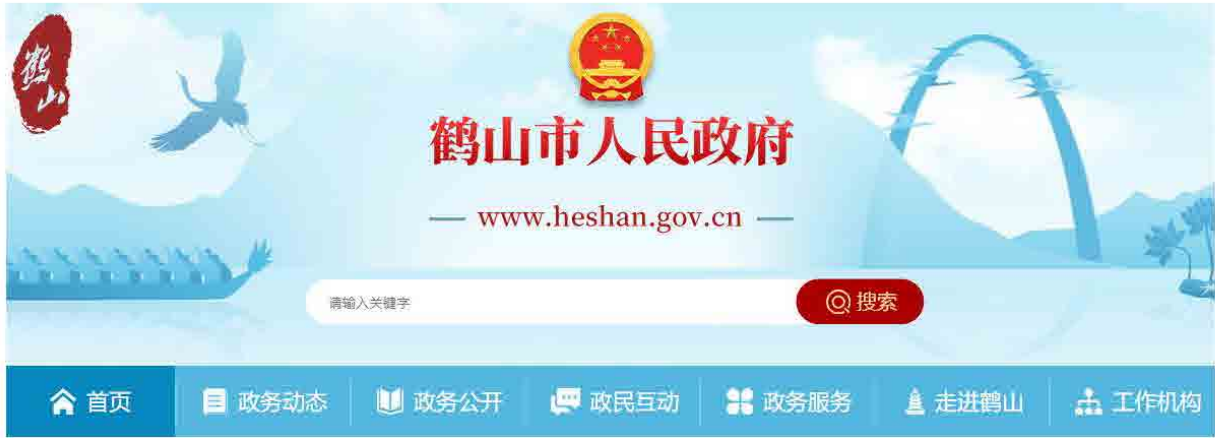 鹤山
鹤山市人民政府
www.heshan.gov.cn
请输入关键字
搜索
首页 政务动态 政务公开 政民互动 政务服务 走进鹤山 工作机构